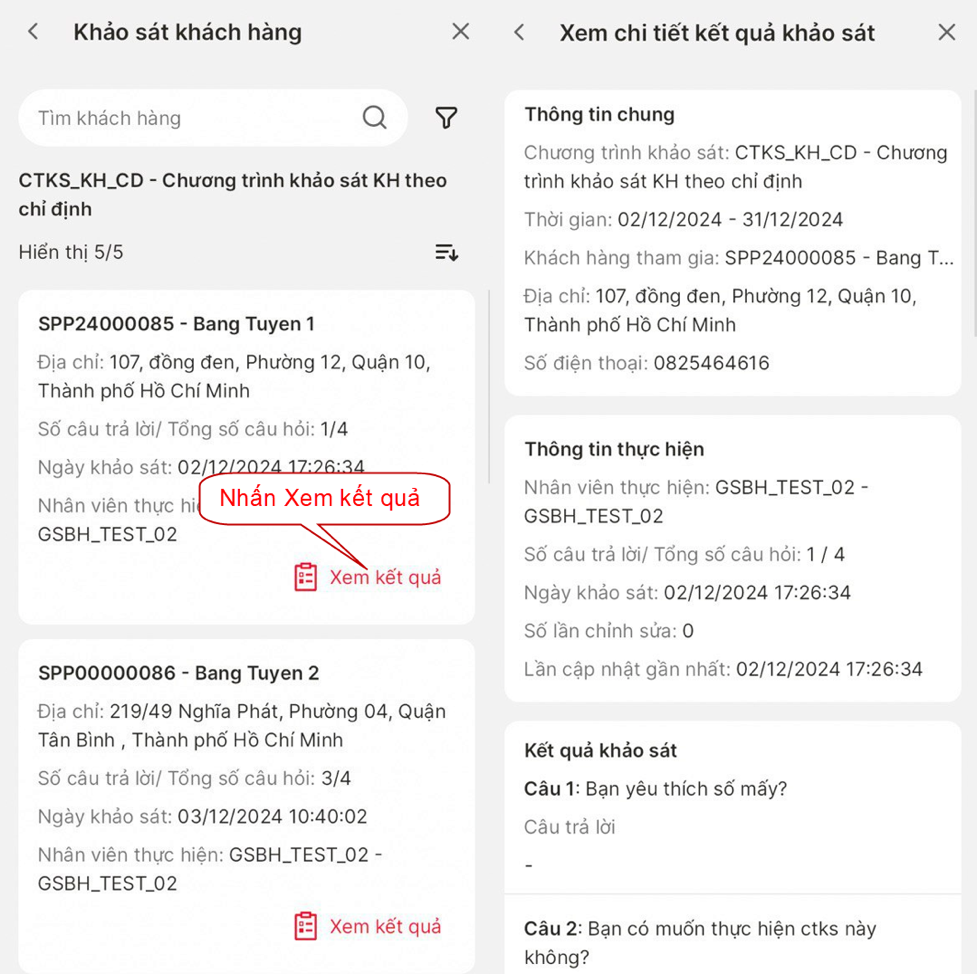 Khảo sát khách hàng
Tìm khách hàng
CTKS_KH_CD - Chương trình khảo sát KH theo
chỉ định
Hiển thị 5/5
SPP24000085 - Bang Tuyen 1
Địa chỉ: 107, đồng đen, Phường 12, Quận 10,
Thành phố Hồ Chí Minh
Số câu trả lời/ Tổng số câu hỏi: 1/4
Ngày khảo sát: 02/12/2024 17:26:34
Nhân viên thực
GSBH_TEST_02
Nhấn Xem kết quả
Xem kết quả
SPP00000086 - Bang Tuyen 2
Địa chỉ: 219/49 Nghĩa Phát, Phường 04, Quận
Tân Bình , Thành phố Hồ Chí Minh
Số câu trả lời/ Tổng số câu hỏi: 3/4
Ngày khảo sát: 03/12/2024 10:40:02
Nhân viên thực hiện: GSBH_TEST_02 -
GSBH_TEST_02
Xem kết quả
Xem chi tiết kết quả khảo sát
Thông tin chung
Chương trình khảo sát: CTKS_KH_CD - Chương
trình khảo sát KH theo chỉ định
Thời gian: 02/12/2024 - 31/12/2024
Khách hàng tham gia: SPP24000085 - Bang T...
Địa chỉ: 107, đồng đen, Phường 12, Quận 10,
Thành phố Hồ Chí Minh
Số điện thoại: 0825464616
Thông tin thực hiện
Nhân viên thực hiện: GSBH_TEST_02 -
GSBH_TEST_02
Số câu trả lời/ Tổng số câu hỏi: 1 / 4
Ngày khảo sát: 02/12/2024 17:26:34
Số lần chỉnh sửa: 0
Lần cập nhật gần nhất: 02/12/2024 17:26:34
Kết quả khảo sát
Câu 1: Bạn yêu thích số mấy?
Câu trả lời
-
Câu 2: Bạn có muốn thực hiện ctks này
không?